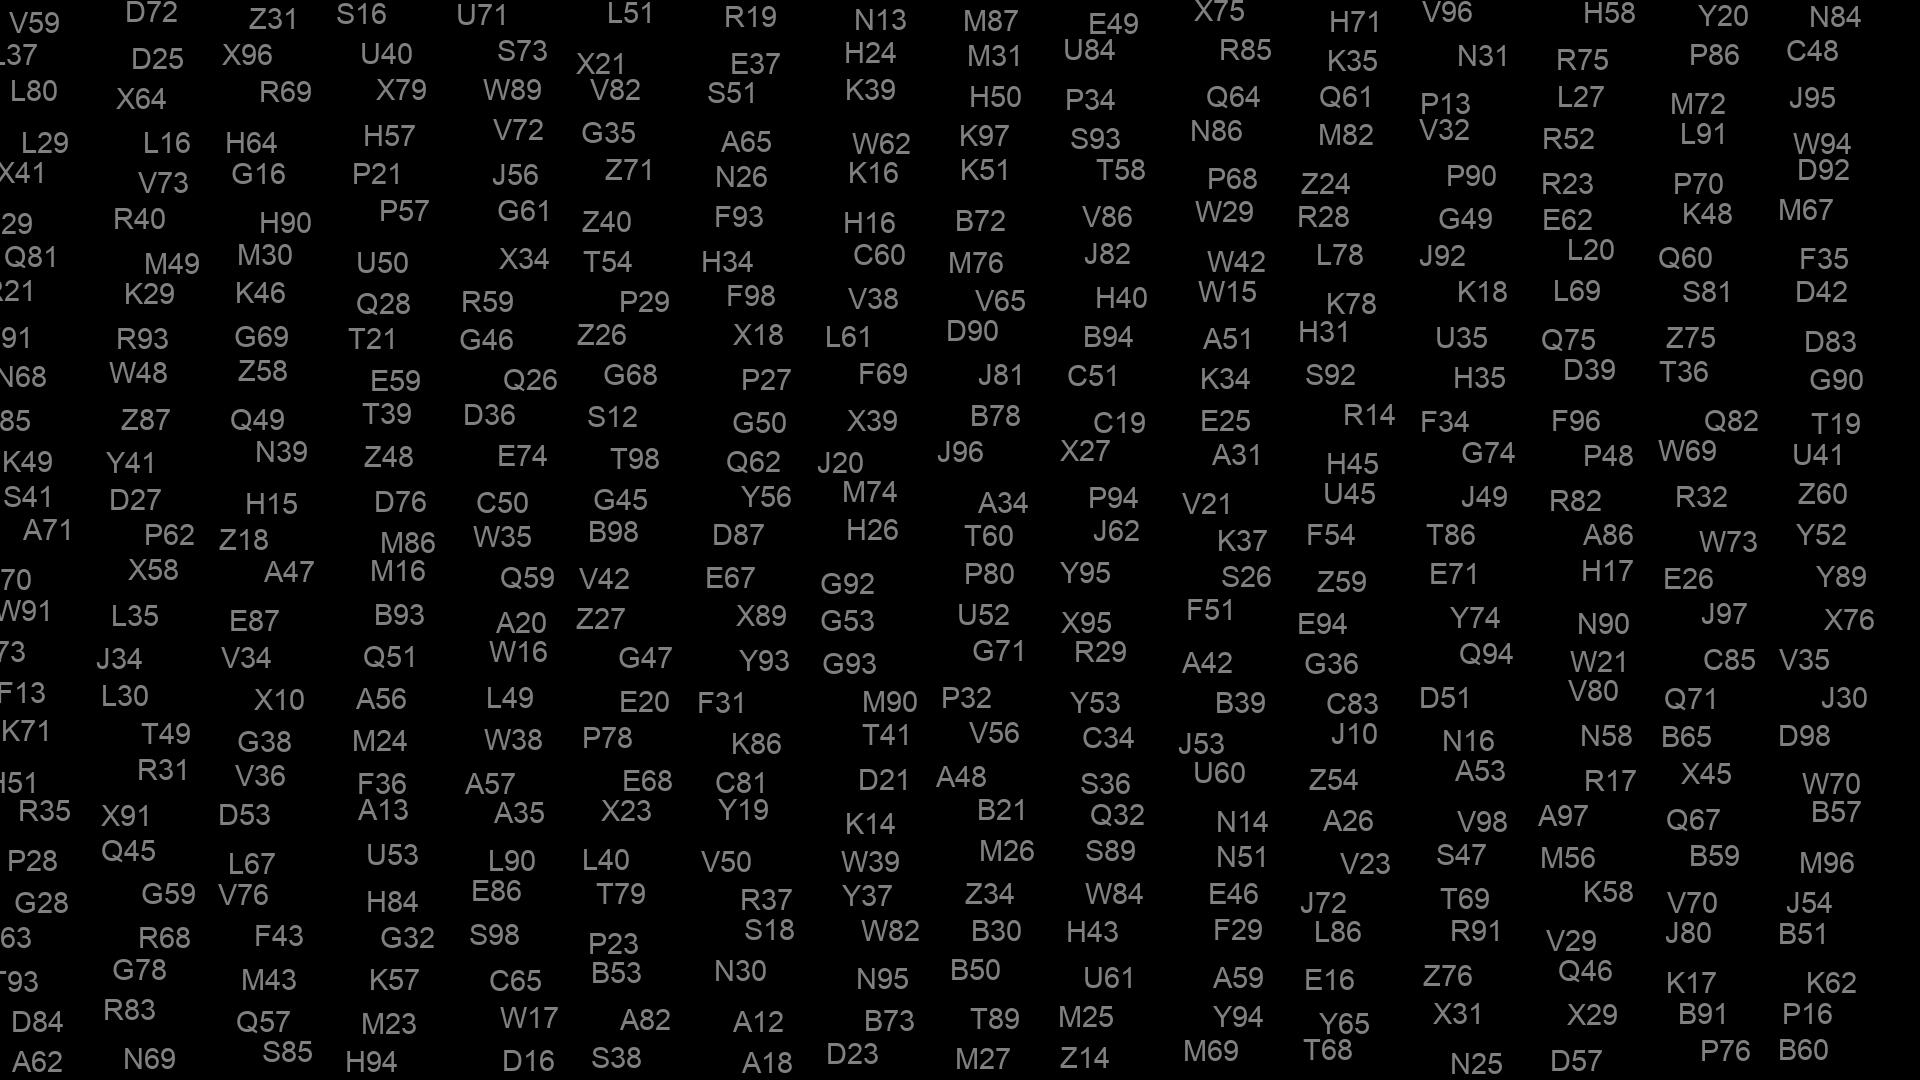 V59 D72 Z31 S16 U71 L51 R19 N13 M87 E49 X75 H71 V96 H58 Y20 N84
L37 D25 X96 U40 S73 X21 E37 H24 M31 U84 R85 K35 N31 R75 P86 C48
L80 X64 R69 X79 W89 V82 S51 K39 H50 P34 Q64 Q61 P13 L27 M72 J95
L29 L16 H64 H57 V72 G35 A65 W62 K97 S93 N86 M82 V32 R52 L91 W94
X41 V73 G16 P21 J56 Z71 N26 K16 K51 T58 P68 Z24 P90 R23 P70 D92
29 R40 H90 P57 G61 Z40 F93 H16 B72 V86 W29 R28 G49 E62 K48 M67
Q81 M49 M30 U50 X34 T54 H34 C60 M76 J82 W42 L78 J92 L20 Q60 F35
21 K29 K46 Q28 R59 P29 F98 V38 V65 H40 W15 K78 K18 L69 S81 D42
91 R93 G69 T21 G46 Z26 X18 L61 D90 B94 A51 H31 U35 Q75 Z75 D83
N68 W48 Z58 E59 Q26 G68 P27 F69 J81 C51 K34 S92 H35 D39 T36 G90
85 Z87 Q49 T39 D36 S12 G50 X39 B78 C19 E25 R14 F34 F96 Q82 T19
K49 Y41 N39 Z48 E74 T98 Q62 J20 J96 X27 A31 H45 G74 P48 W69 U41
S41 D27 H15 D76 C50 G45 Y56 M74 A34 P94 V21 U45 J49 R82 R32 Z60
A71 P62 Z18 M86 W35 B98 D87 H26 T60 J62 K37 F54 T86 A86 W73 Y52
70 X58 A47 M16 Q59 V42 E67 G92 P80 Y95 S26 Z59 E71 H17 E26 Y89
W91 L35 E87 B93 A20 Z27 X89 G53 U52 X95 F51 E94 Y74 N90 J97 X76
73 J34 V34 Q51 W16 G47 Y93 G93 G71 R29 A42 G36 Q94 W21 C85 V35
F13 L30 X10 A56 L49 E20 F31 M90 P32 Y53 B39 C83 D51 V80 Q71 J30
K71 T49 G38 M24 W38 P78 K86 T41 V56 C34 J53 J10 N16 N58 B65 D98
H51 R31 V36 F36 A57 E68 C81 D21 A48 S36 U60 Z54 A53 R17 X45 W70
R35 X91 D53 A13 A35 X23 Y19 K14 B21 Q32 N14 A26 V98 A97 Q67 B57
P28 Q45 L67 U53 L90 L40 V50 W39 M26 S89 N51 V23 S47 M56 B59 M96
G28 G59 V76 H84 E86 T79 R37 Y37 Z34 W84 E46 J72 T69 K58 V70 J54
63 R68 F43 G32 S98 P23 S18 W82 B30 H43 F29 L86 R91 V29 J80 B51
T93 G78 M43 K57 C65 B53 N30 N95 B50 U61 A59 E16 Z76 Q46 K17 K62
D84 R83 Q57 M23 W17 A82 A12 B73 T89 M25 Y94 Y65 X31 X29 B91 P16
A62 N69 S85 H94 D16 S38 A18 D23 M27 Z14 M69 T68 N25 D57 P76 B60